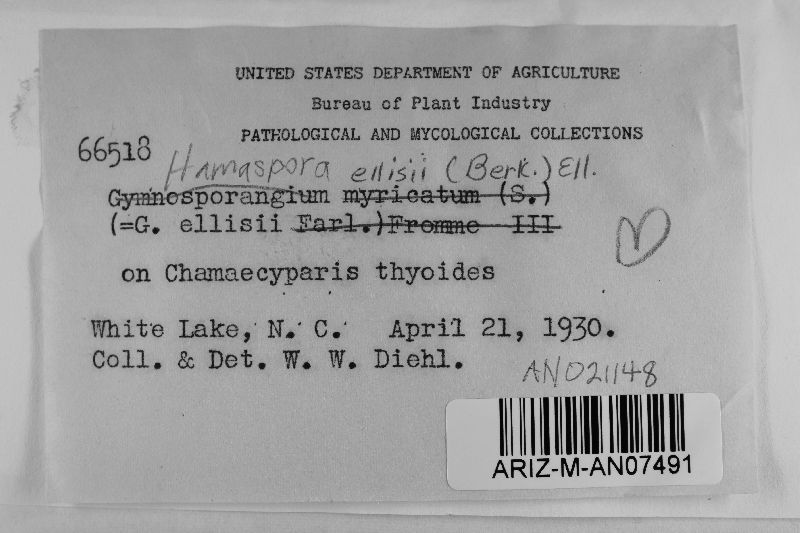 UNITED STATES DEPARTMENT OF AGRICULTURE
Bureau of Plant Industry
PATHOLOGICAL AND MYCOLOGICAL COLLECTIONS
66518
Hamaspora ellisii (Berk.) Ell.
Gymnosporangium myricatum (S.)
(=G. ellisii Farl.) Fromme III
on Chamaecyparis thyoides
White Lake, N. C. April 21, 1930.
Coll. & Det. W. W. Diehl.
AN021148
ARIZ-M-AN07491